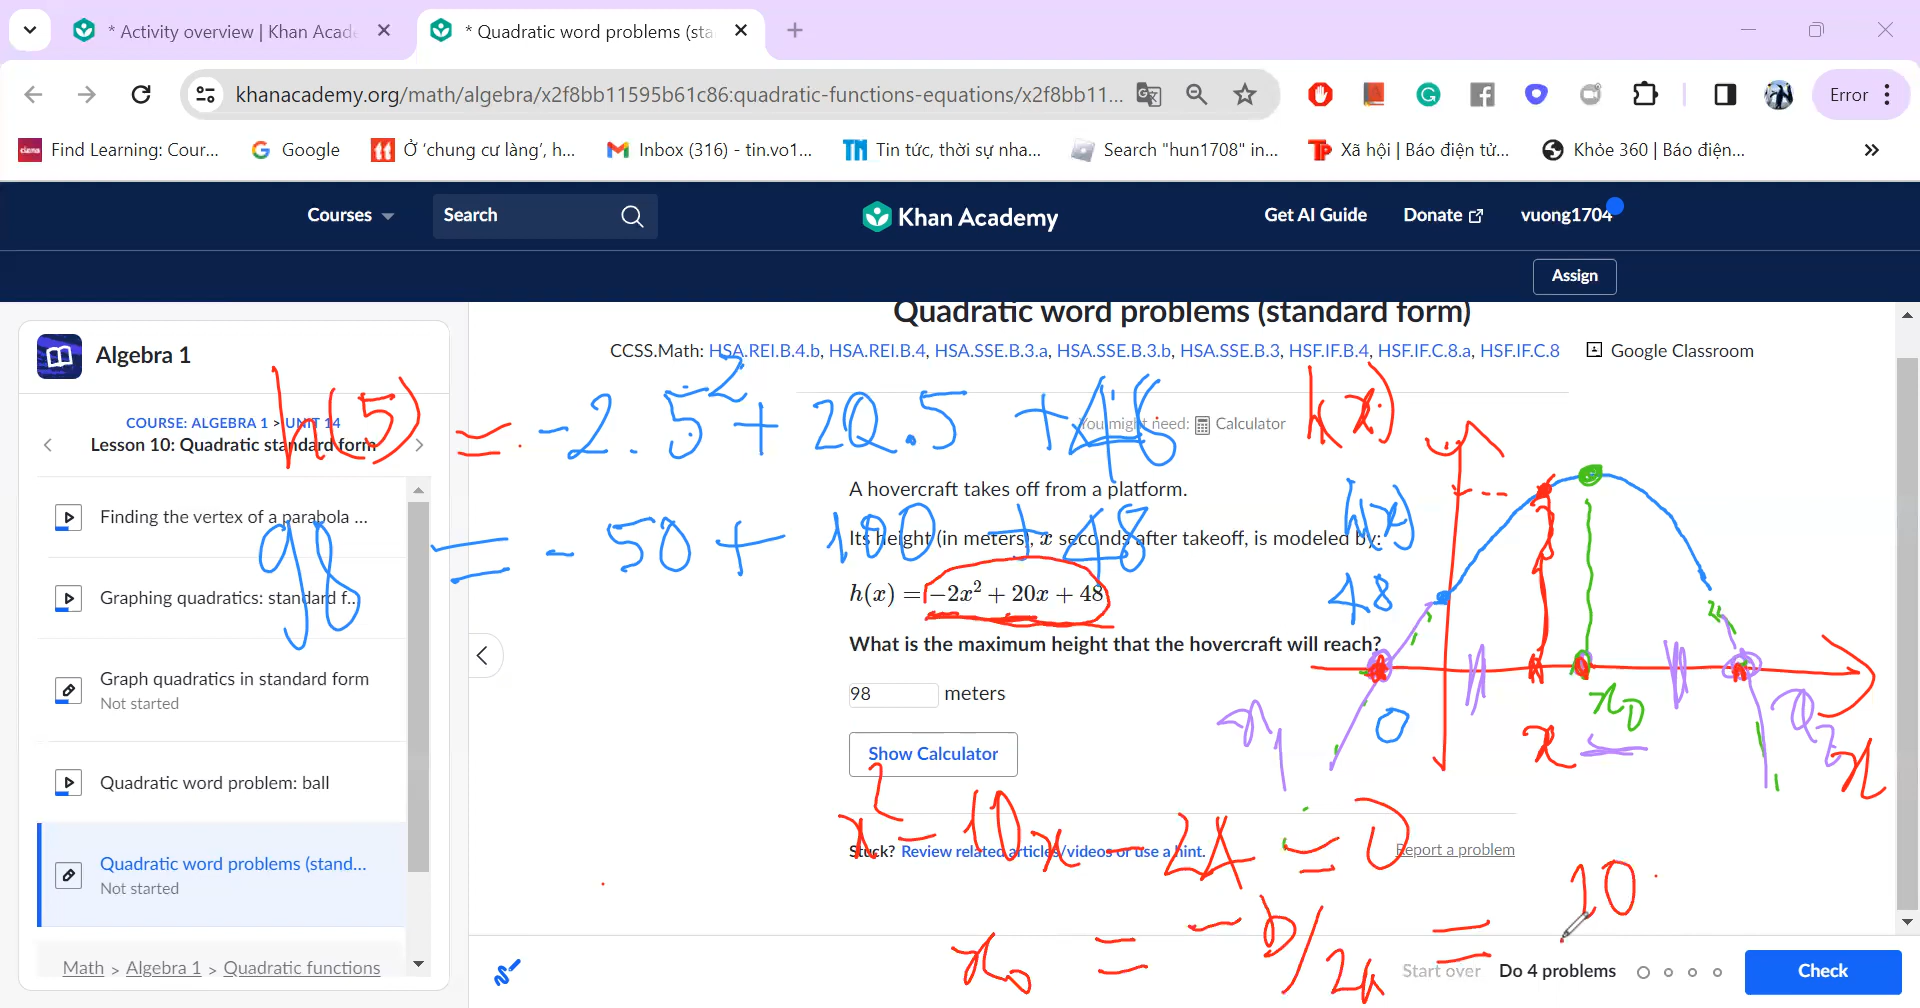 * Activity overview | Khan Acade
* Quadratic word problems (sta
khanacademy.org/math/algebra/x2f8bb11595b61c86:quadratic-functions-equations/x2f8bb11...
Error
Find Learning: Cour...
Google
Ở 'chung cư làng', h...
Inbox (316) - tin.vo1...
Tin tức, thời sự nha...
Search "hun1708" in...
Xã hội | Báo điện tử...
Khỏe 360 | Báo điện...
Courses
Search
Khan Academy
Get AI Guide
Donate
vuong1704
Assign
Algebra 1
COURSE: ALGEBRA 1 > UNIT 14
Lesson 10: Quadratic standard form
Finding the vertex of a parabola ...
Graphing quadratics: standard f...
Graph quadratics in standard form
Not started
Quadratic word problem: ball
Quadratic word problems (stand...
Not started
Math > Algebra 1 > Quadratic functions
Quadratic word problems (standard form)
CCSS.Math: HSA.REI.B.4.b, HSA.REI.B.4, HSA.SSE.B.3.a, HSA.SSE.B.3.b, HSA.SSE.B.3, HSF.IF.B.4, HSF.IF.C.8.a, HSF.IF.C.8
Google Classroom
h(5) = -2.5² + 20.5 + 48
h(x)
y
You might need: Calculator
A hovercraft takes off from a platform.
98 = -50 + 100 + 48
h(x)
Its height (in meters), x seconds after takeoff, is modeled by:
h(x) = −2x² + 20x + 48
48
What is the maximum height that the hovercraft will reach?
98 meters
x₁
0
x
x₀
x₂
x
Show Calculator
x² - 10x - 24 = 0
Stuck? Review related articles/videos or use a hint.
Report a problem
x₀ = -b/2a = 10
Start over
Do 4 problems
Check